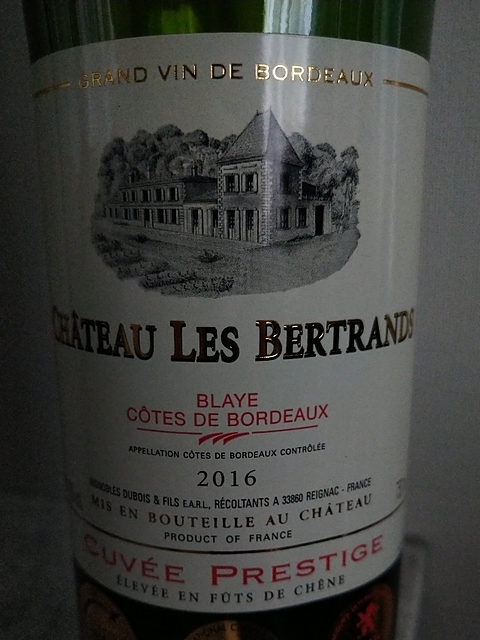 GRAND VIN DE BORDEAUX
CHÂTEAU LES BERTRANDS
BLAYE
CÔTES DE BORDEAUX
APPELLATION CÔTES DE BORDEAUX CONTRÔLÉE
2016
VIGNOBLES DUBOIS & FILS E.A.R.L., RÉCOLTANTS A 33860 REIGNAC - FRANCE
MIS EN BOUTEILLE AU CHÂTEAU
PRODUCT OF FRANCE
CUVÉE PRESTIGE
ÉLEVÉE EN FÛTS DE CHÊNE